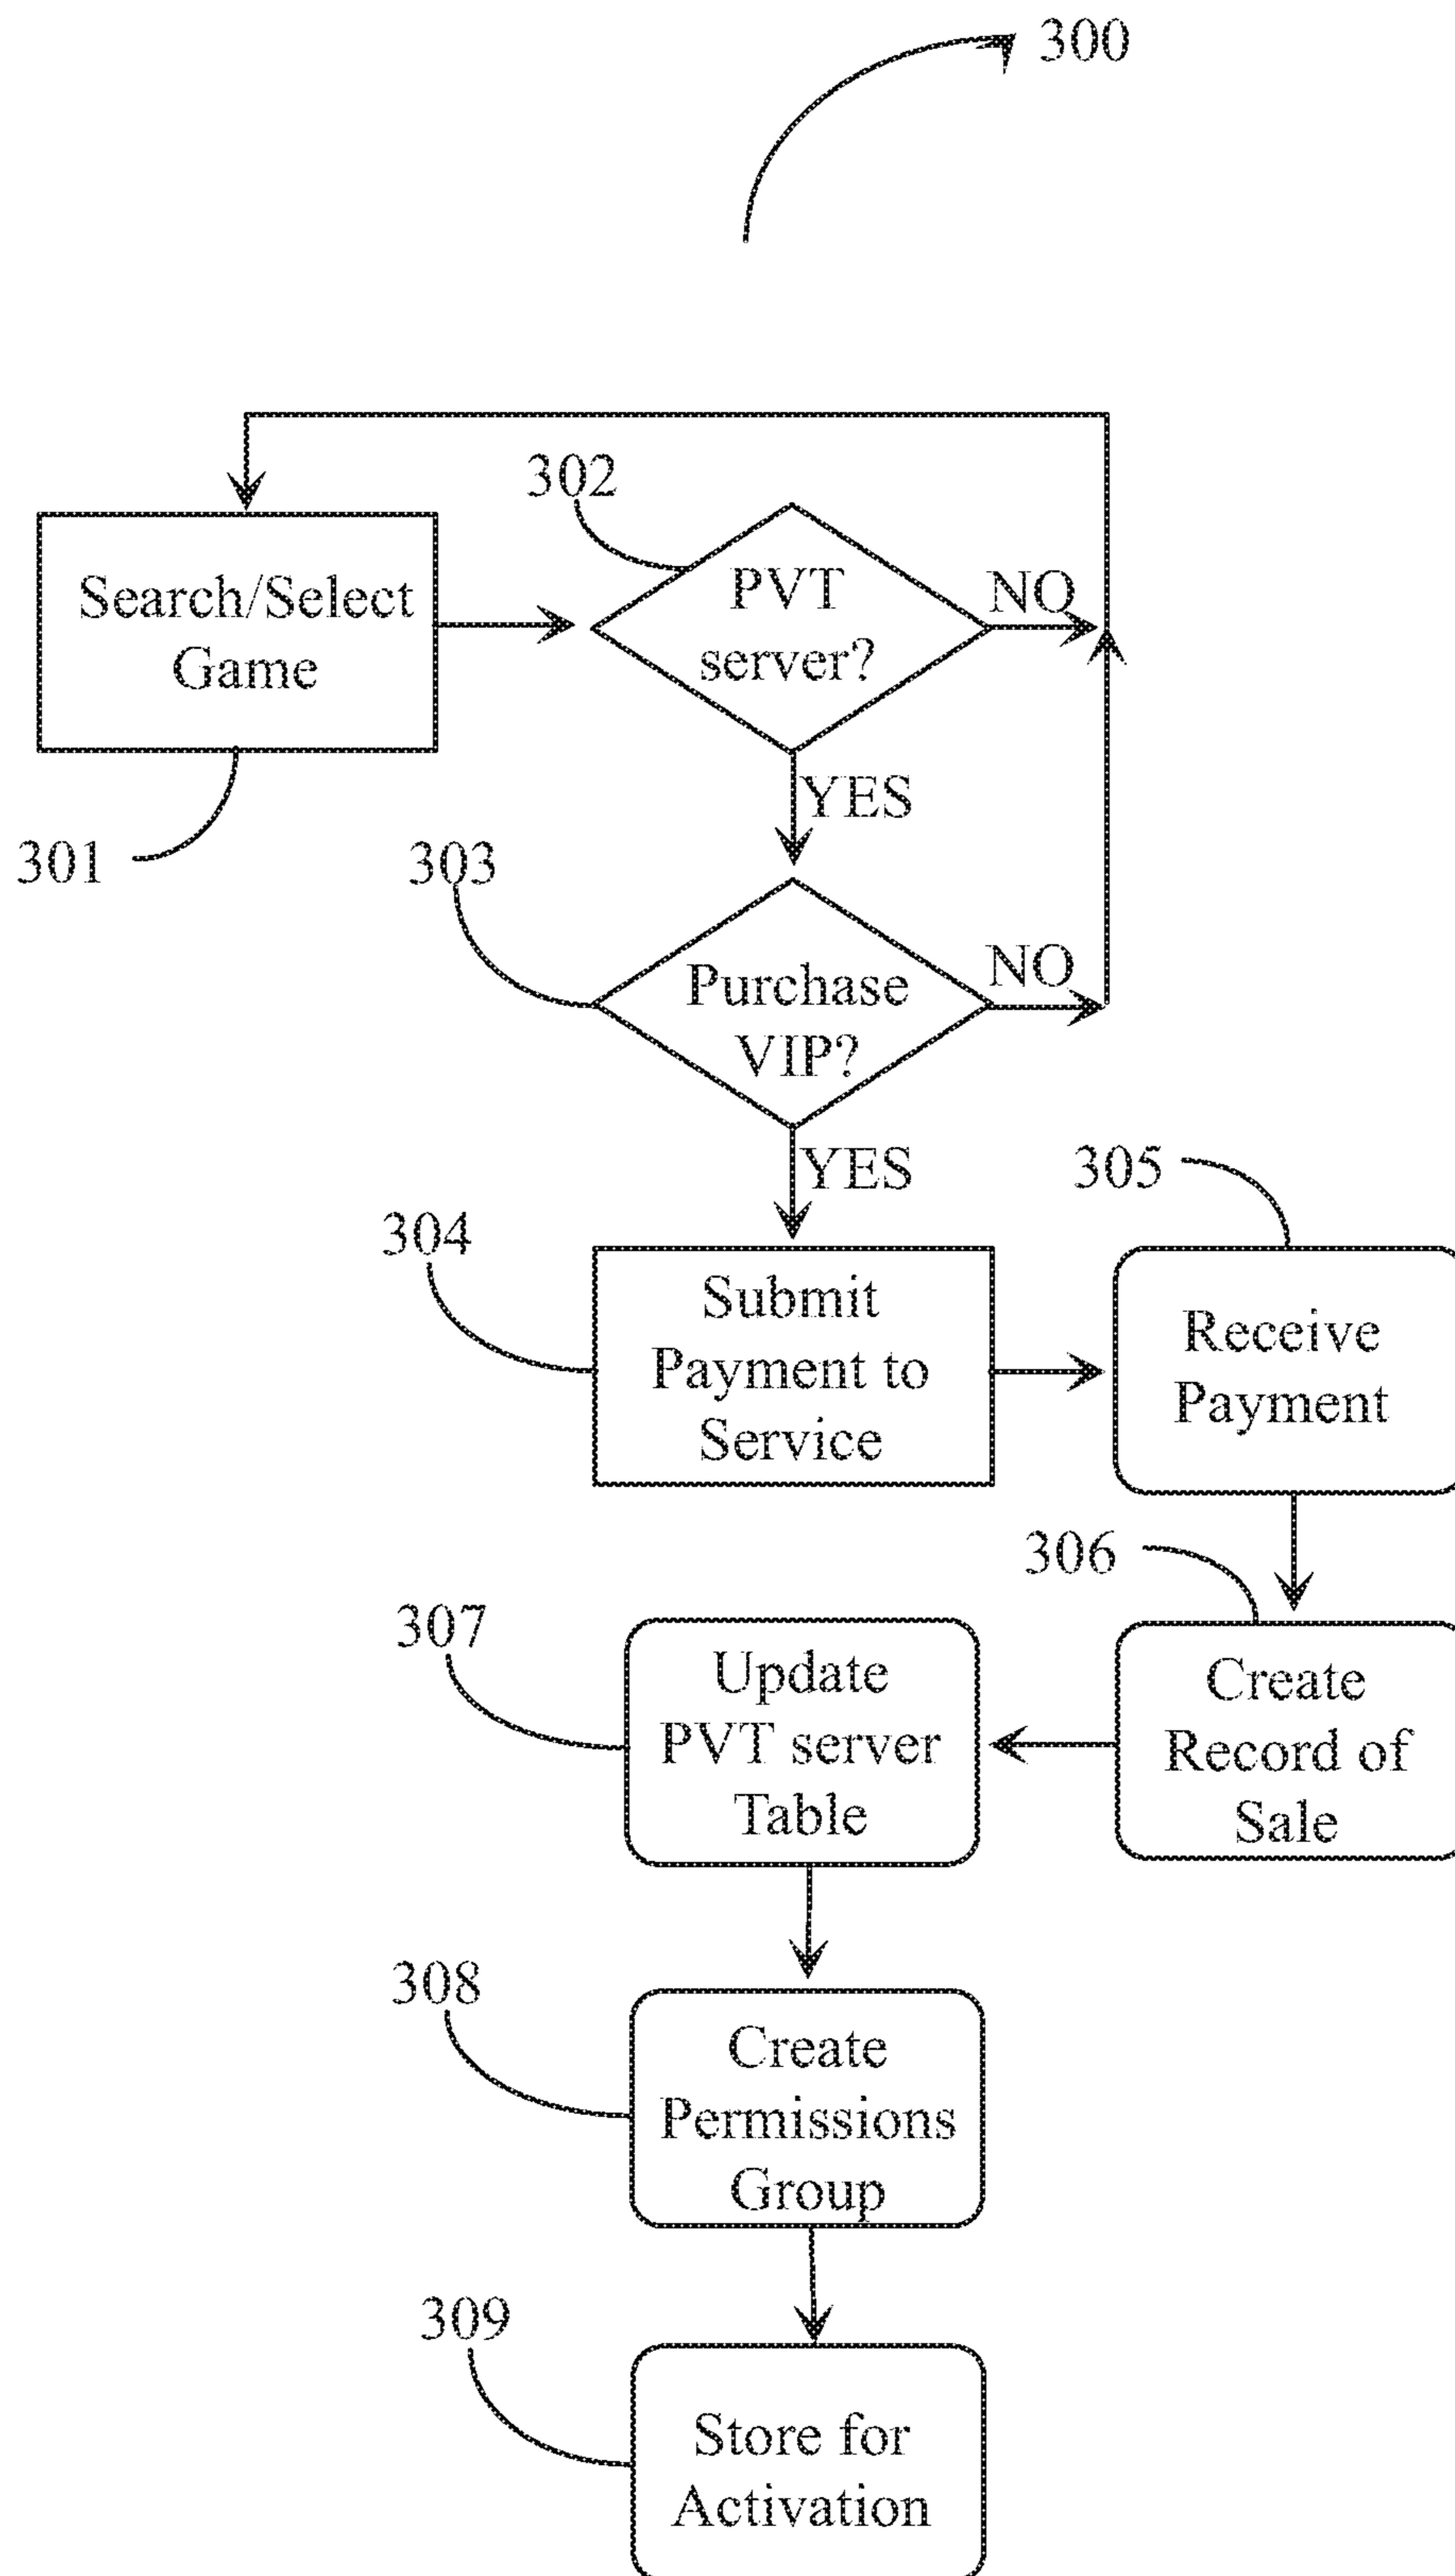 300
302
Search/Select
Game
PVT
server?
NO
YES
301
303
Purchase
VIP?
NO
YES
305
304
Submit
Payment to
Service
Receive
Payment
306
307
Update
PVT server
Table
Create
Record of
Sale
308
Create
Permissions
Group
309
Store for
Activation